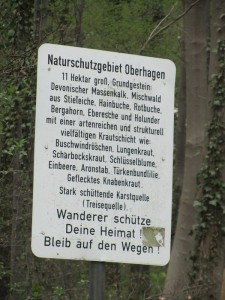 Naturschutzgebiet Oberhagen
11 Hektar groß, Grundgestein:
Devonischer Massenkalk, Mischwald
aus Stieleiche, Hainbuche, Rotbuche,
Bergahorn, Eberesche und Holunder
mit einer artenreichen und strukturell
vielfältigen Krautschicht wie:
Buschwindröschen, Lungenkraut,
Scharbockskraut, Schlüsselblume,
Einbeere, Aronstab, Türkenbundlilie,
Geflecktes Knabenkraut.
Stark schüttende Karstquelle
(Treisequelle).
Wanderer schütze
Deine Heimat !
Bleib auf den Wegen !